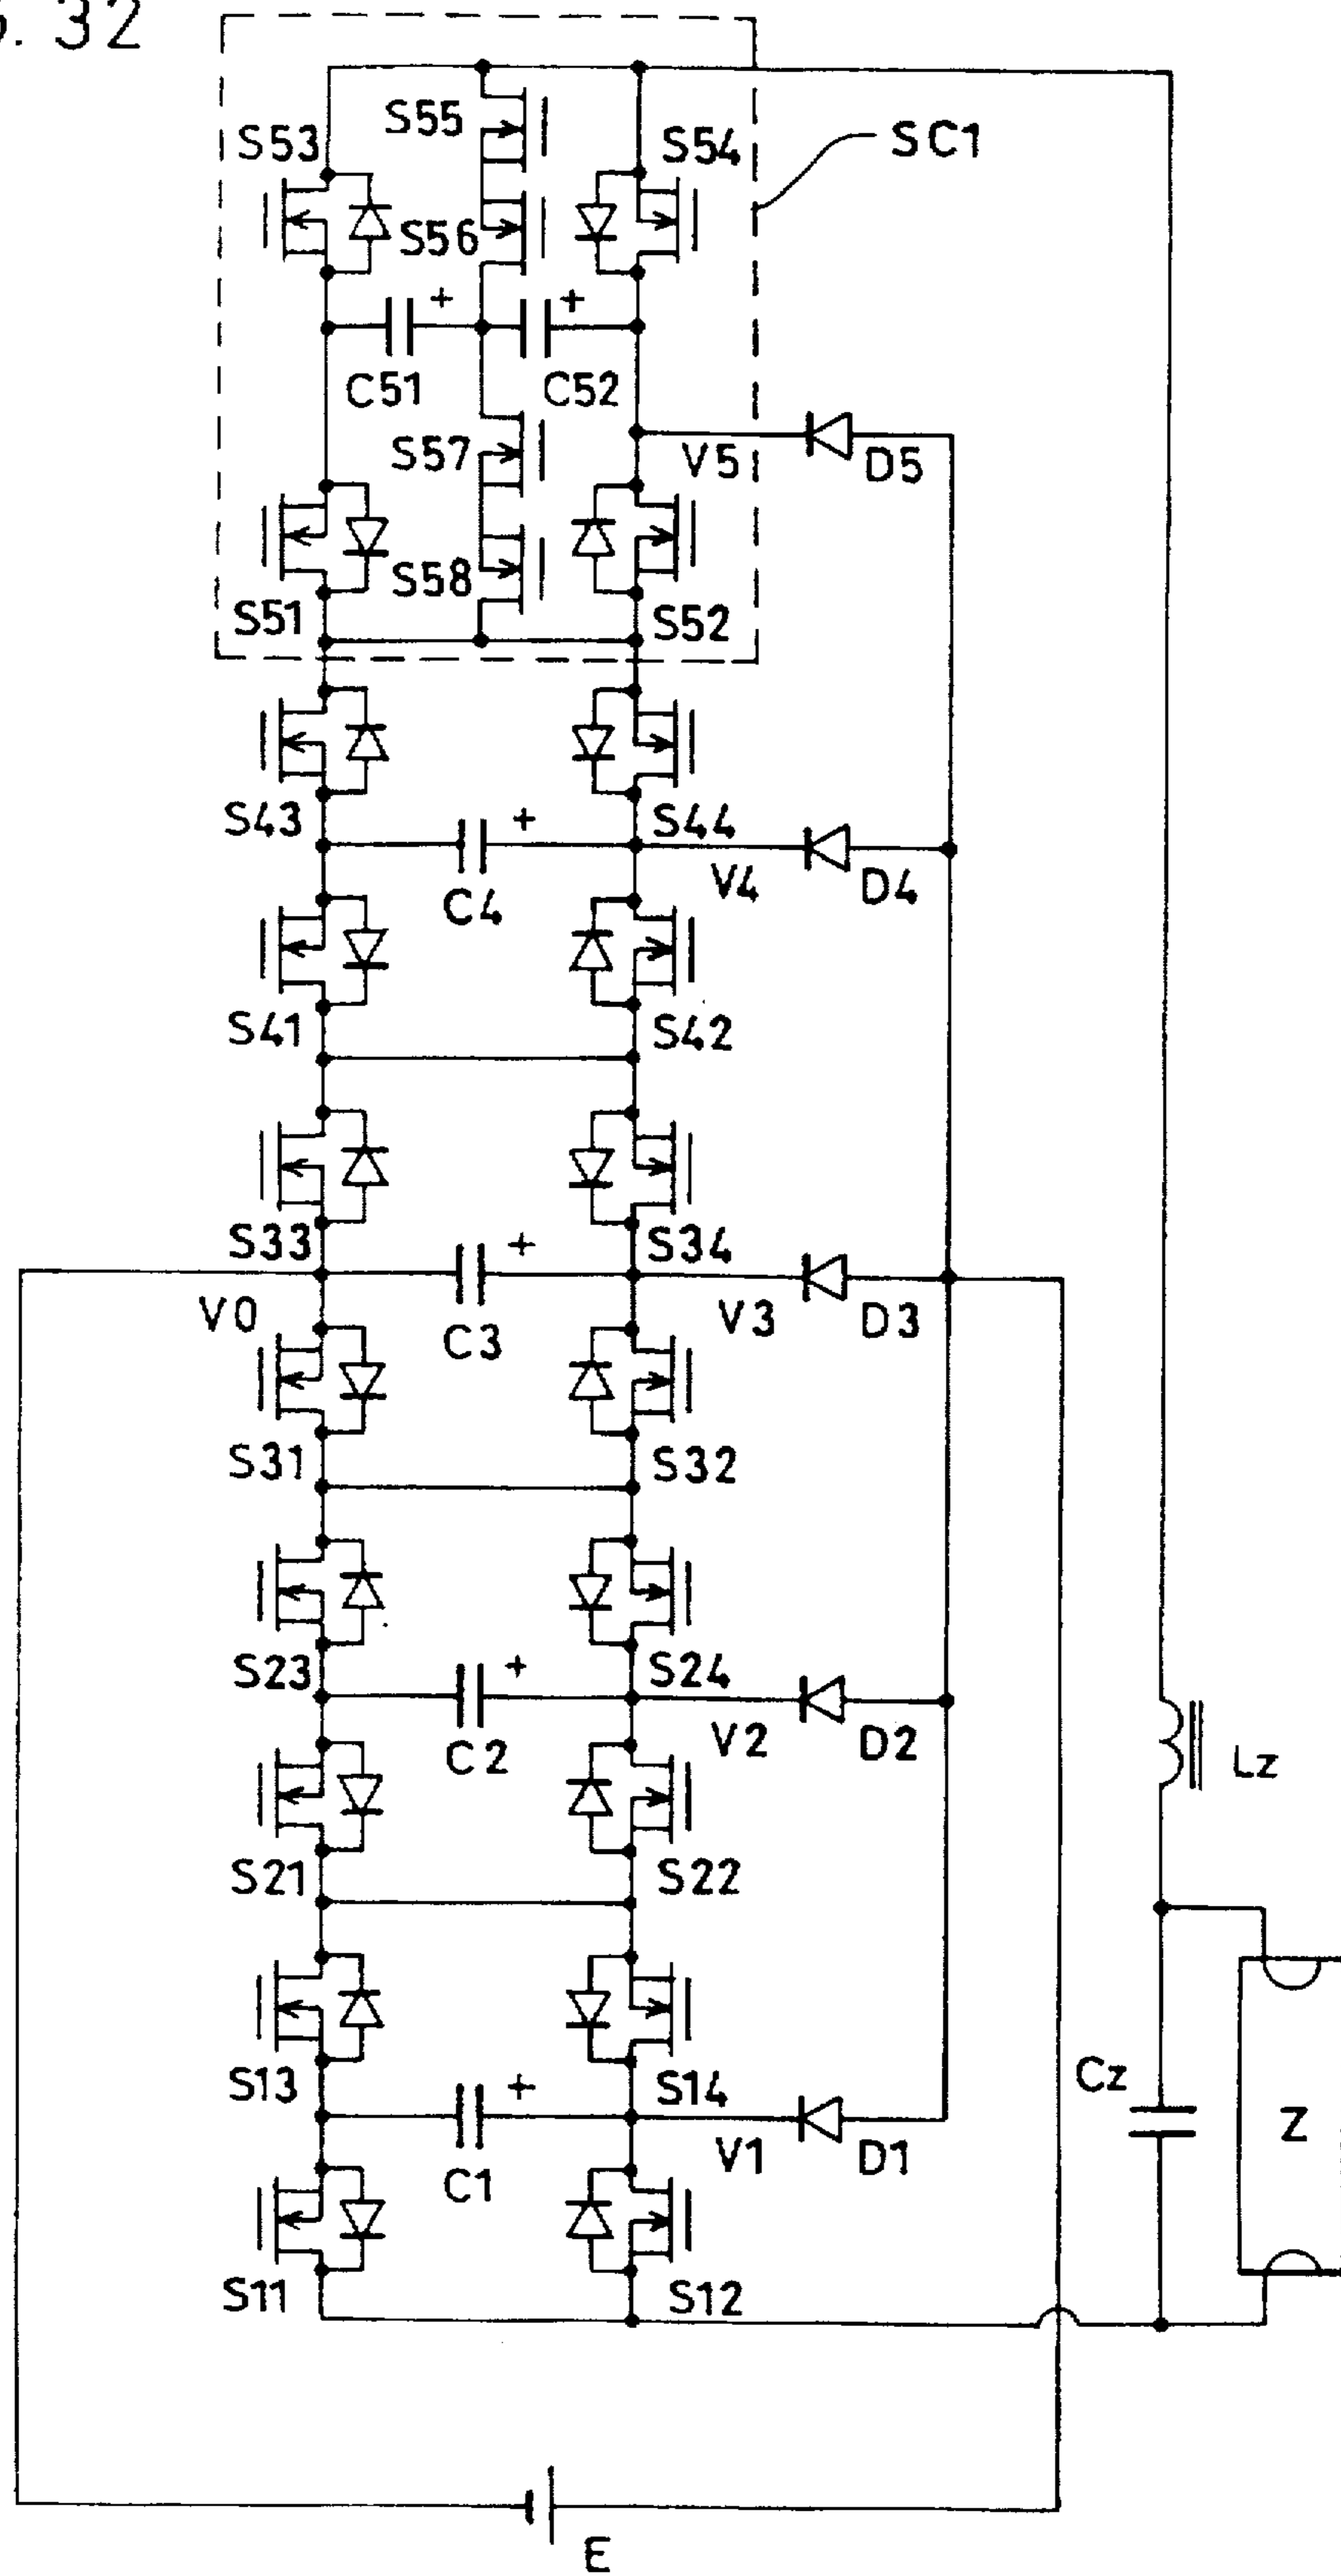 G. 32
S55
S53
S54
SC1
S56
+
+
C51
C52
S57
V5
D5
S58
S51
S52
S43
+
S44
C4
V4
D4
S41
S42
S33
+
S34
V0
C3
V3
D3
S31
S32
S23
+
S24
C2
V2
D2
Lz
S21
S22
S13
+
S14
Cz
Z
C1
V1
D1
S11
S12
E